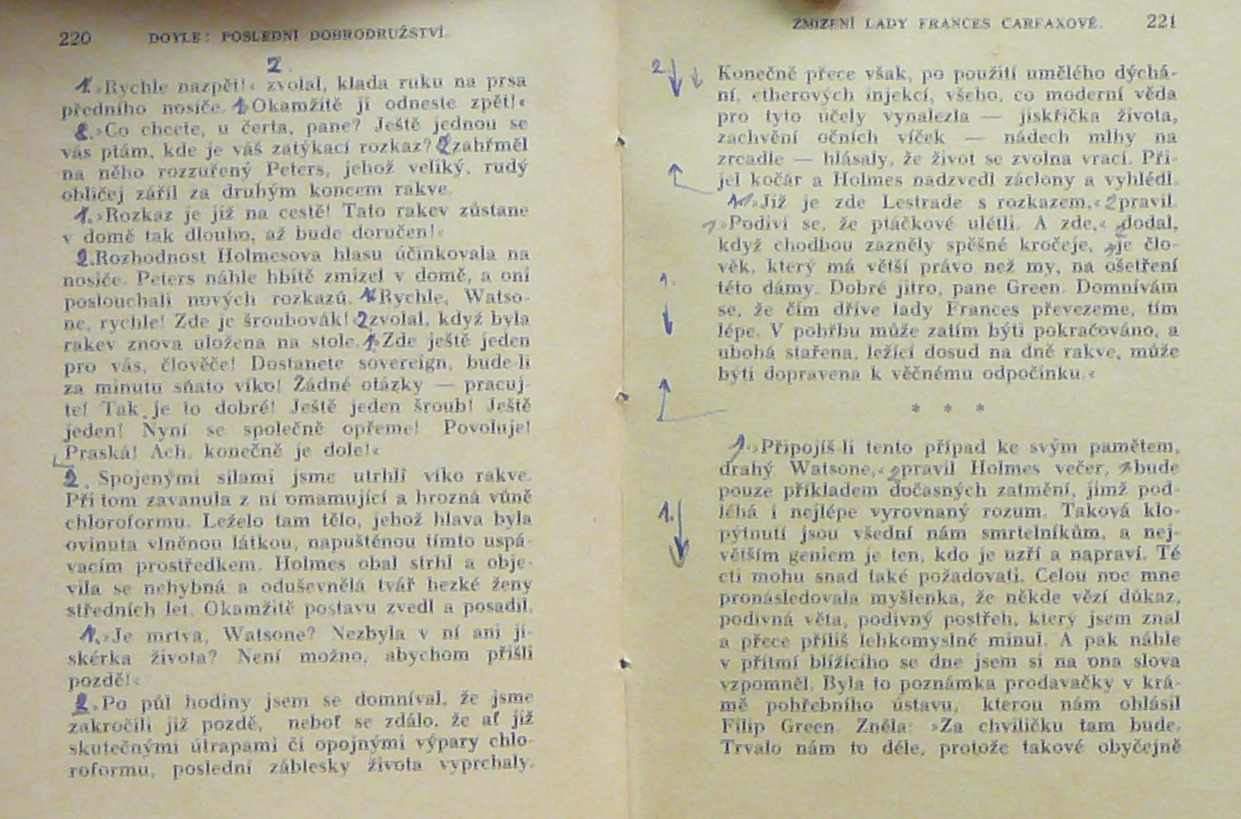 220 DOYLE: POSLEDNÍ DOBRODRUŽSTVÍ.
2.
1. »Rychle nazpět!« zvolal, klada ruku na prsa
předního nosiče. 1. »Okamžitě ji odneste zpět!«
2. »Co chcete, u čerta, pane? Ještě jednou se
vás ptám, kde je váš zatýkací rozkaz?« 2 zahřměl
na něho rozzuřený Peters, jehož veliký, rudý
obličej zářil za druhým koncem rakve.
1. »Rozkaz je již na cestě! Tato rakev zůstane
v domě tak dlouho, až bude doručen!«
2. Rozhodnost Holmesova hlasu účinkovala na
nosiče. Peters náhle hbitě zmizel v domě, a oni
poslouchali nových rozkazů. 1 »Rychle, Watso-
ne, rychle! Zde je šroubovák!« 2 zvolal, když byla
rakev znova uložena na stole. 1. »Zde ještě jeden
pro vás, člověče! Dostanete sovereign, bude-li
za minutu sňato víko! Žádné otázky — pracuj-
te! Tak je to dobré! Ještě jeden šroub! Ještě
jeden! Nyní se společně opřeme! Povoluje!
Praská! Ach, konečně je dole!«
2. Spojenými silami jsme utrhli víko rakve.
Při tom zavanula z ní omamující a hrozná vůně
chloroformu. Leželo tam tělo, jehož hlava byla
ovinuta vlněnou látkou, napuštěnou tímto uspá-
vacím prostředkem. Holmes obal strhl a obje-
vila se nehybná a oduševnělá tvář hezké ženy
středních let. Okamžitě postavu zvedl a posadil.
1. »Je mrtva, Watsone? Nezbyla v ní ani ji-
skérka života? Není možno, abychom přišli
pozdě!«
2. Po půl hodiny jsem se domníval, že jsme
zakročili již pozdě, neboť se zdálo, že ať již
skutečnými útrapami či opojnými výpary chlo-
roformu, poslední záblesky života vyprchaly.
ZMIZENÍ LADY FRANCES CARFAXOVÉ. 221
2 Konečně přece však, po použití umělého dýchá-
ní, etherových injekcí, všeho, co moderní věda
pro tyto účely vynalezla — jiskřička života,
zachvění očních víček — nádech mlhy na
zrcadle — hlásaly, že život se zvolna vrací. Při-
jel kočár a Holmes nadzvedl záclony a vyhlédl.
1 »Již je zde Lestrade s rozkazem,« 2 pravil.
1 »Podiví se, že ptáčkové ulétli. A zde,« 2 dodal,
když chodbou zazněly spěšné kročeje, »je člo-
1. věk, který má větší právo než my, na ošetření
této dámy. Dobré jitro, pane Green. Domnívám
se, že čím dříve lady Frances převezeme, tím
lépe. V pohřbu může zatím býti pokračováno, a
ubohá stařena, ležící dosud na dně rakve, může
býti dopravena k věčnému odpočinku.«
* * *
1. »Připojíš-li tento případ ke svým pamětem,
drahý Watsone,« 2 pravil Holmes večer, 1 »bude
pouze příkladem dočasných zatmění, jimž pod-
1. léhá i nejlépe vyrovnaný rozum. Taková klo-
pýtnutí jsou všední nám smrtelníkům, a nej-
větším geniem je ten, kdo je uzří a napraví. Té
cti mohu snad také požadovati. Celou noc mne
pronásledovala myšlenka, že někde vězí důkaz,
podivná věta, podivný postřeh, který jsem znal
a přece příliš lehkomyslně minul. A pak náhle
v přítmí blížícího se dne jsem si na ona slova
vzpomněl. Byla to poznámka prodavačky v krá-
mě pohřebního ústavu, kterou nám ohlásil
Filip Green. Zněla: »Za chviličku tam bude.
Trvalo nám to déle, protože takové obyčejně